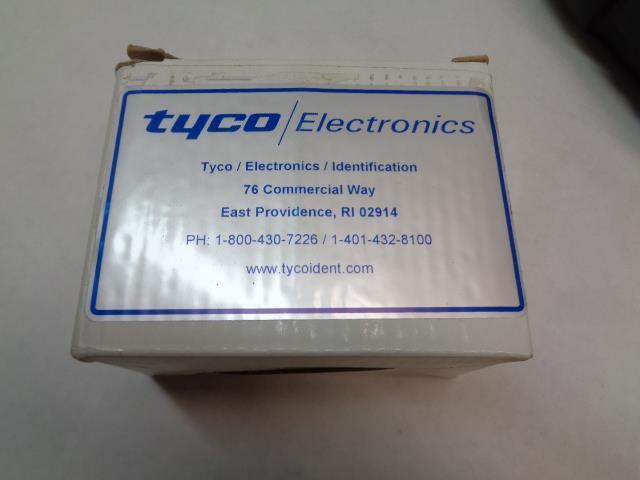 tyco/Electronics
Tyco / Electronics / Identification
76 Commercial Way
East Providence, RI 02914
PH: 1-800-430-7226 / 1-401-432-8100
www.tycoident.com